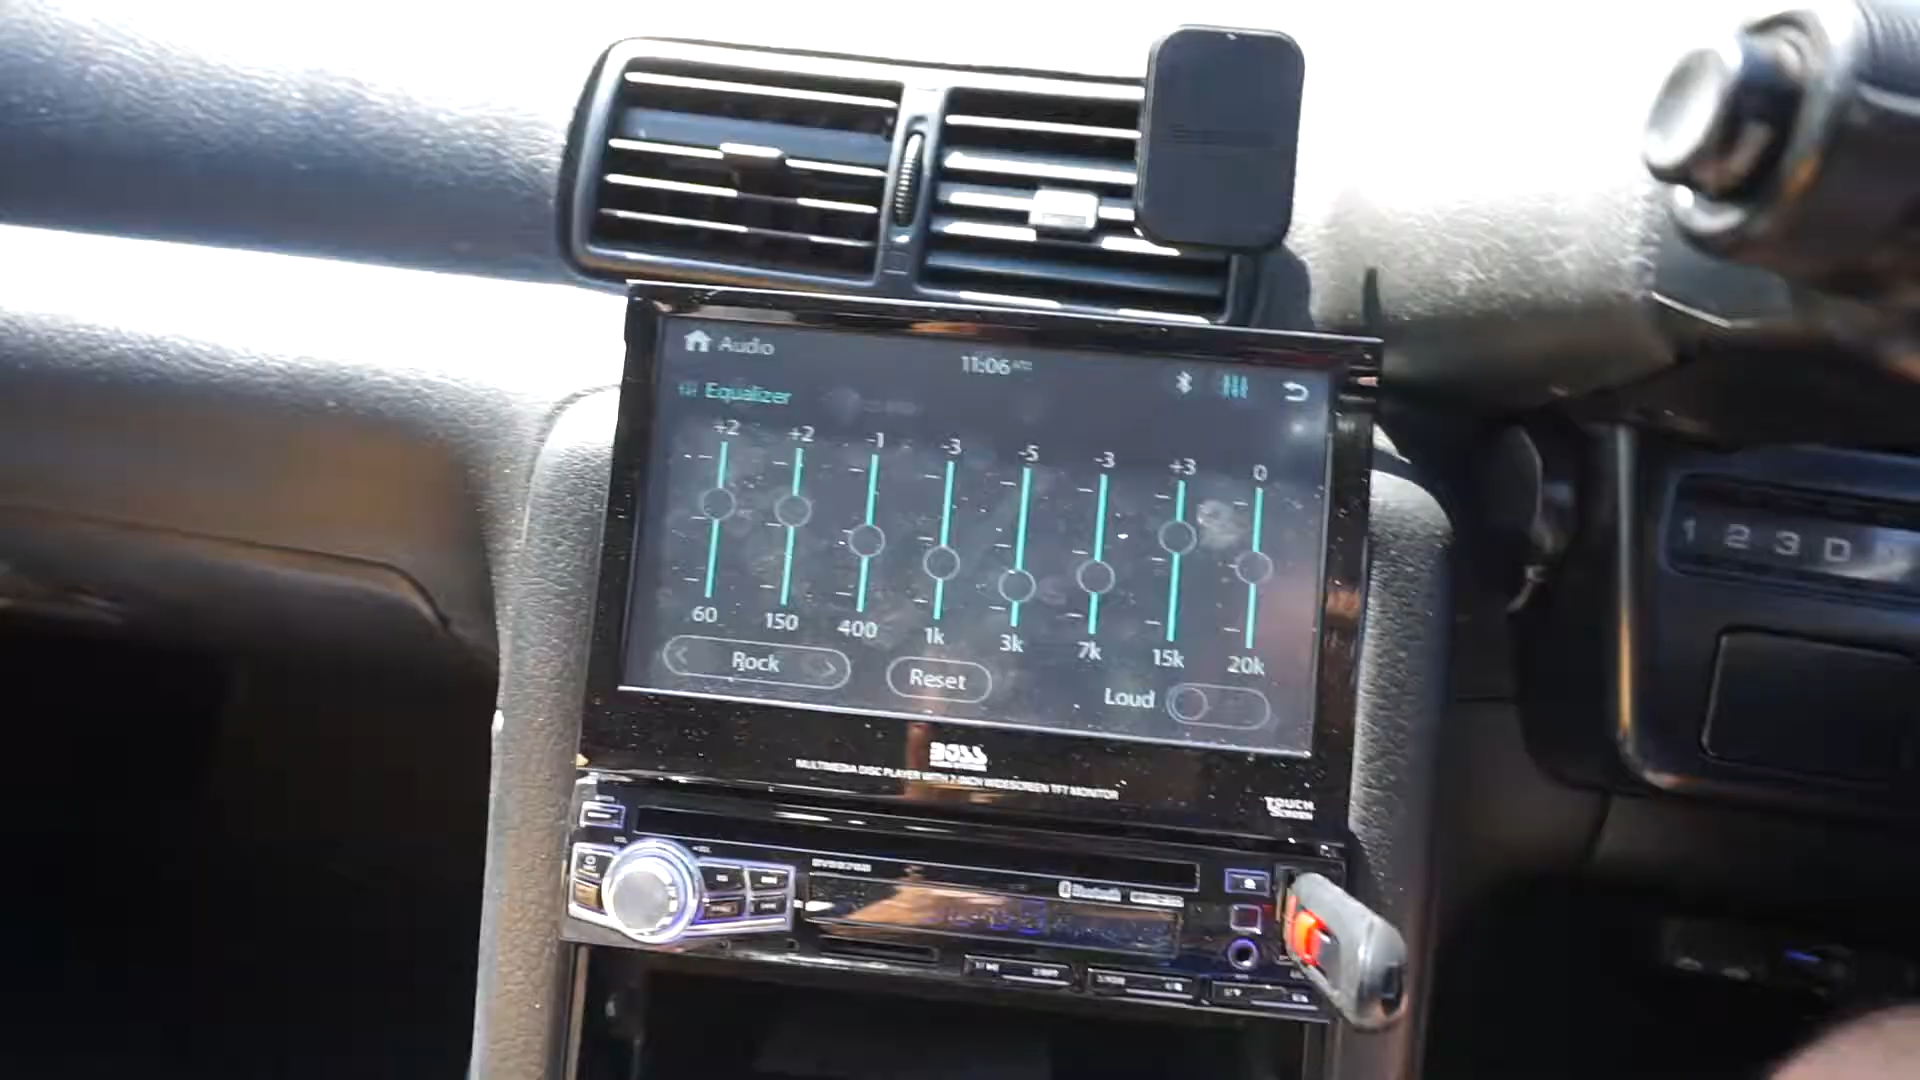 Audio
11:06
Equalizer
+2 +2 -1 -3 -5 -3 +3 0
60 150 400 1k 3k 7k 15k 20k
Rock Reset Loud
BOSS
MULTIMEDIA DISC PLAYER WITH 7-INCH WIDESCREEN TFT MONITOR
TOUCH
SCREEN
Bluetooth
1 2 3 D